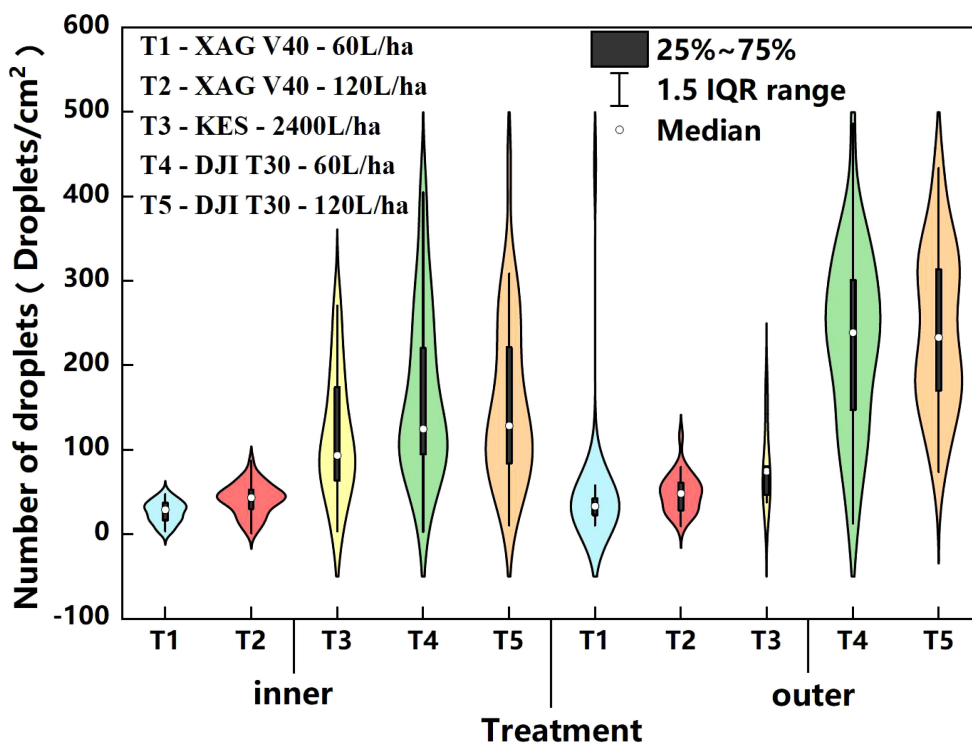 Number of droplets ( Droplets/cm²)
600
500
400
300
200
100
0
-100
T1 - XAG V40 - 60L/ha
T2 - XAG V40 - 120L/ha
T3 - KES - 2400L/ha
T4 - DJI T30 - 60L/ha
T5 - DJI T30 - 120L/ha
25%~75%
1.5 IQR range
Median
T1 T2 T3 T4 T5 T1 T2 T3 T4 T5
inner outer
Treatment